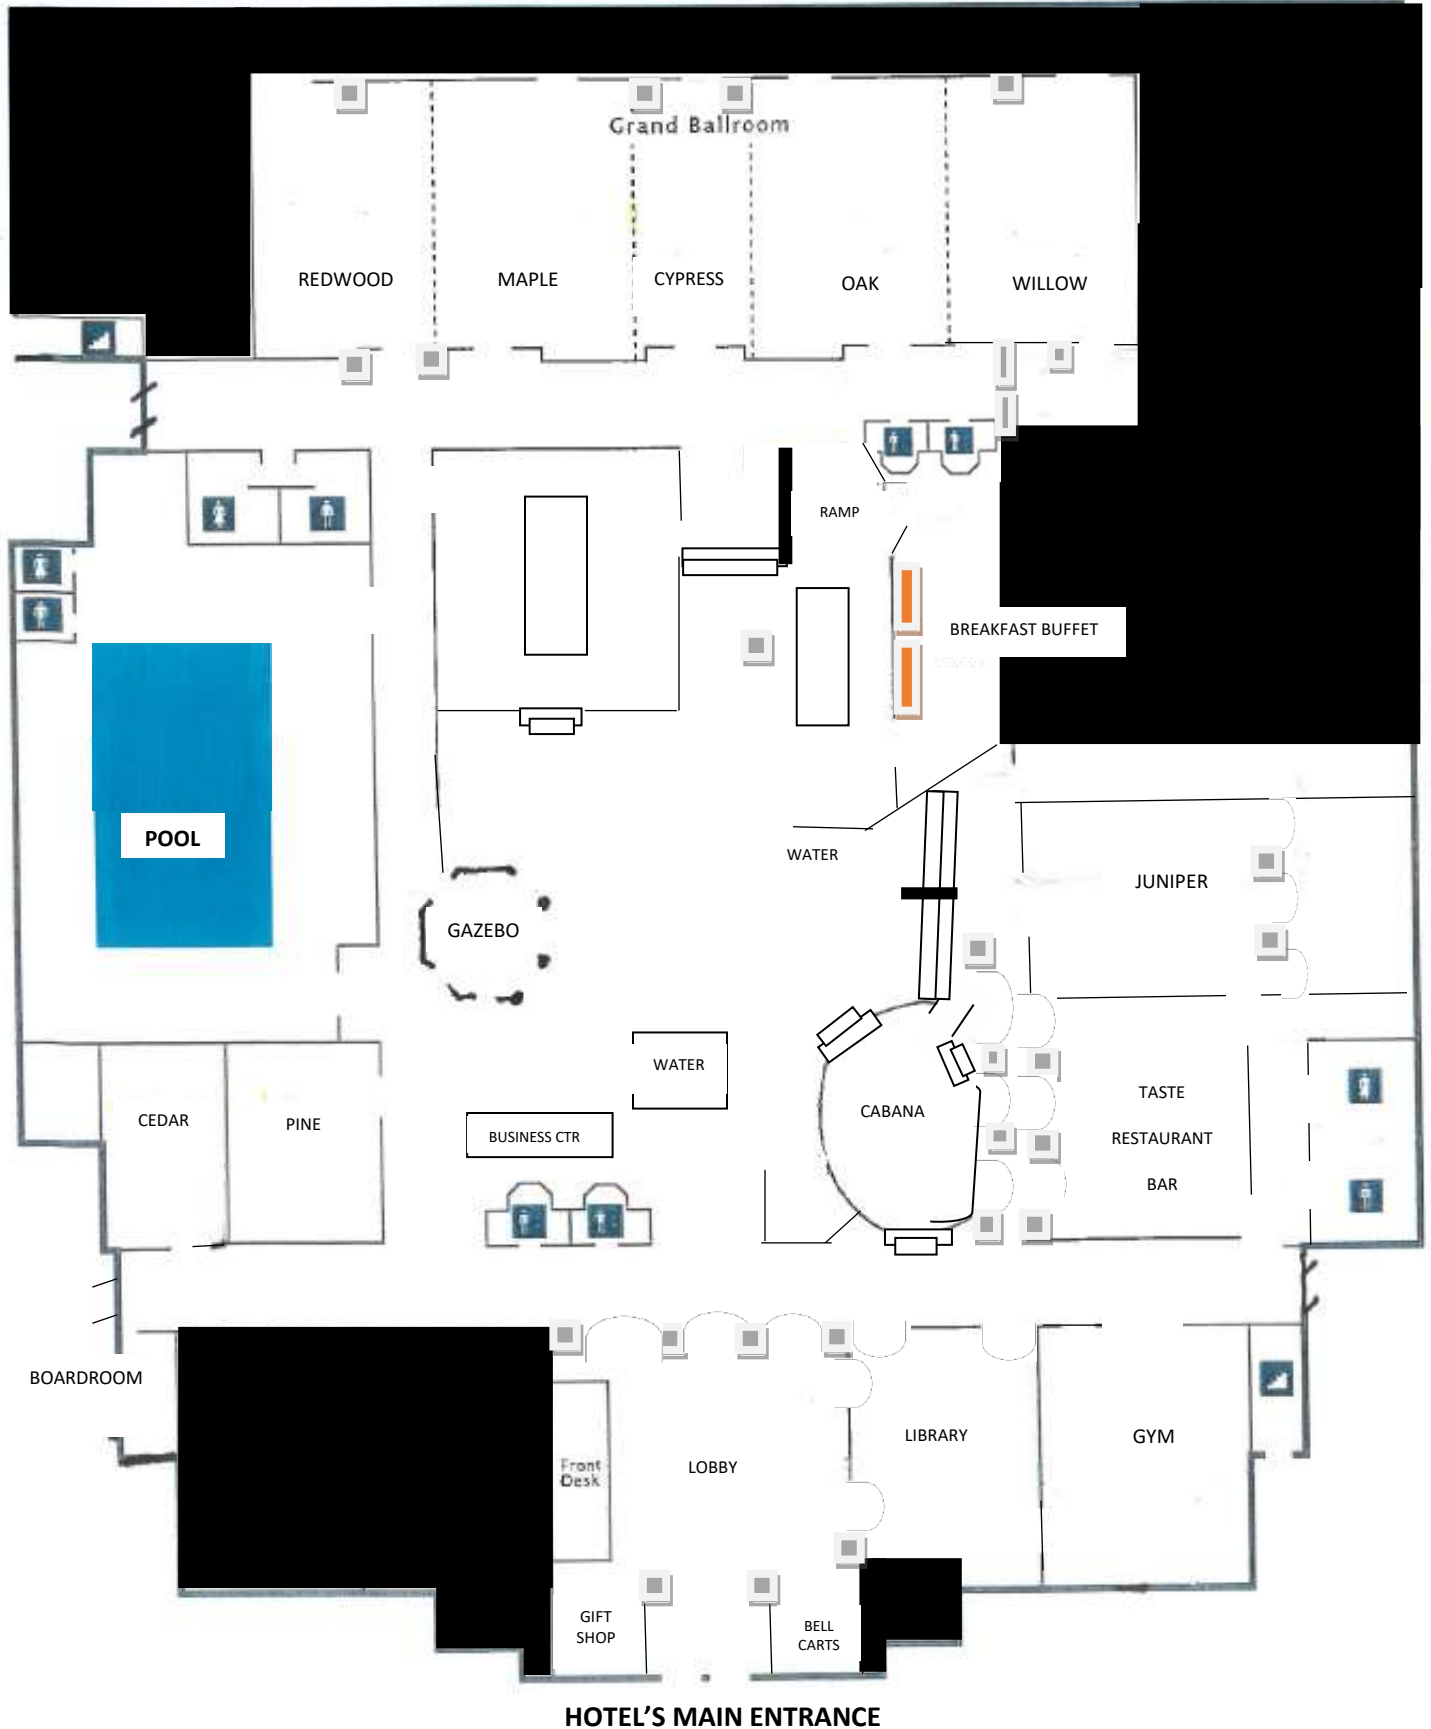 Grand Ballroom
REDWOOD
MAPLE
CYPRESS
OAK
WILLOW
RAMP
BREAKFAST BUFFET
POOL
WATER
JUNIPER
GAZEBO
WATER
CEDAR
PINE
BUSINESS CTR
CABANA
TASTE
RESTAURANT
BAR
BOARDROOM
Front
Desk
LOBBY
LIBRARY
GYM
GIFT
SHOP
BELL
CARTS
HOTEL’S MAIN ENTRANCE